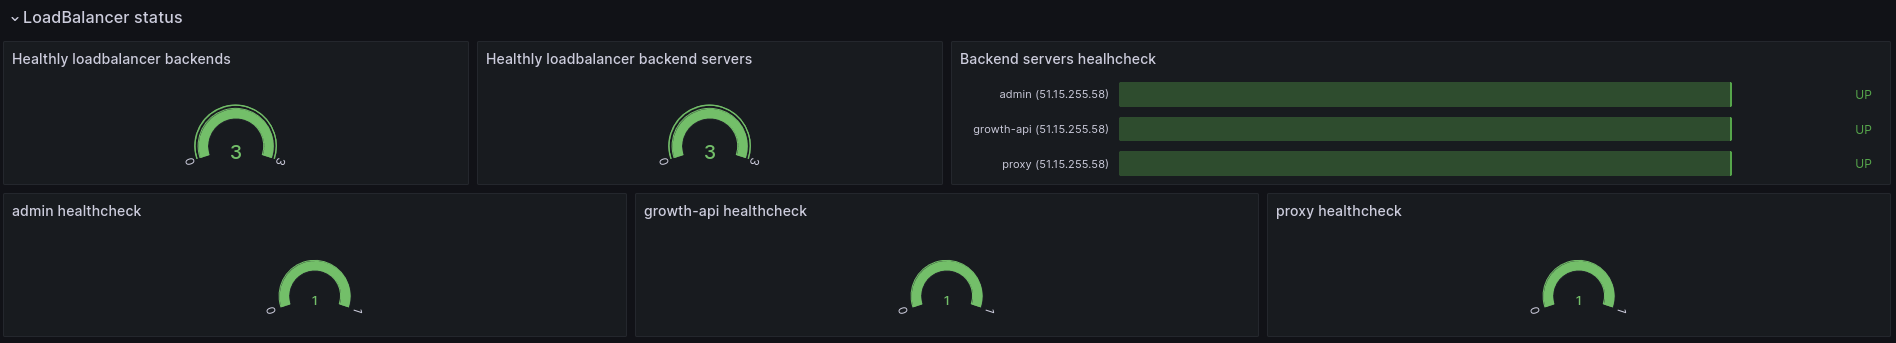 LoadBalancer status
Healthly loadbalancer backends
0 3 3
Healthly loadbalancer backend servers
0 3 3
Backend servers healhcheck
admin (51.15.255.58) UP
growth-api (51.15.255.58) UP
proxy (51.15.255.58) UP
admin healthcheck
0 1 1
growth-api healthcheck
0 1 1
proxy healthcheck
0 1 1